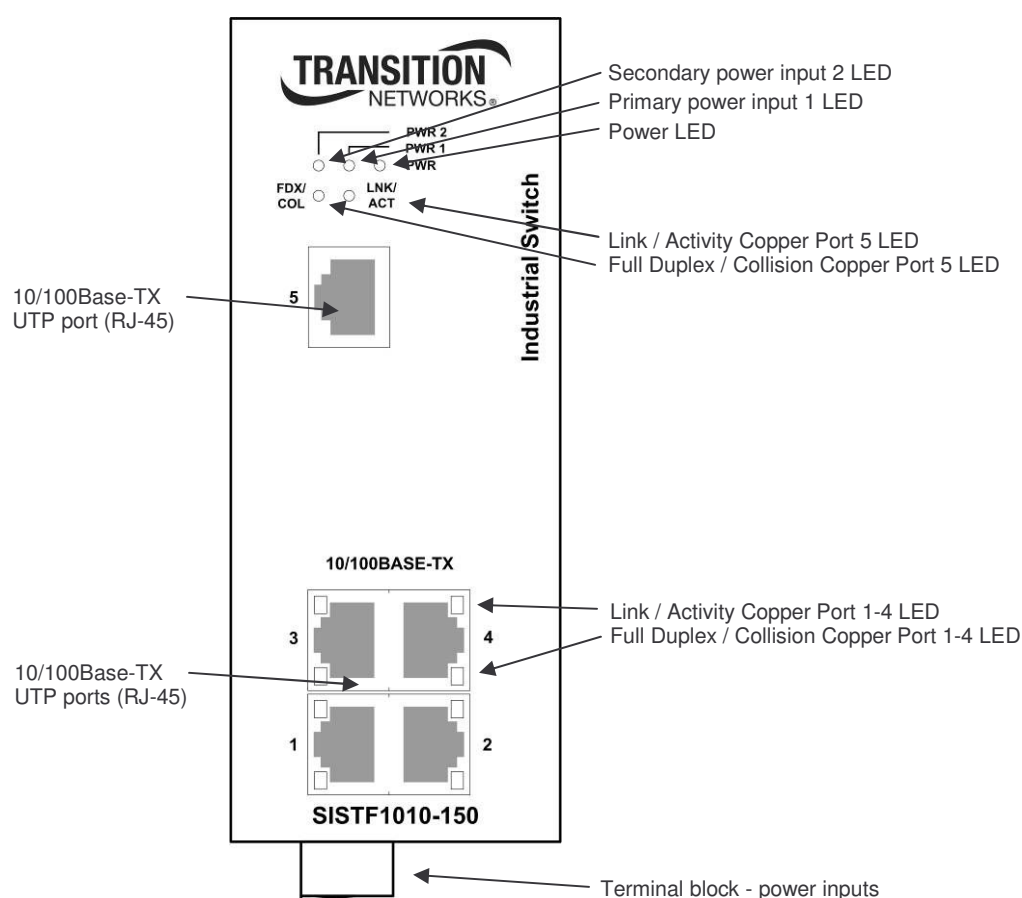 TRANSITION
NETWORKS®
Secondary power input 2 LED
Primary power input 1 LED
Power LED
PWR 2
PWR 1
PWR
FDX/
COL
LNK/
ACT
Industrial Switch
Link / Activity Copper Port 5 LED
Full Duplex / Collision Copper Port 5 LED
10/100Base-TX
UTP port (RJ-45)
5
10/100BASE-TX
Link / Activity Copper Port 1-4 LED
Full Duplex / Collision Copper Port 1-4 LED
3
4
10/100Base-TX
UTP ports (RJ-45)
1
2
SISTF1010-150
Terminal block - power inputs